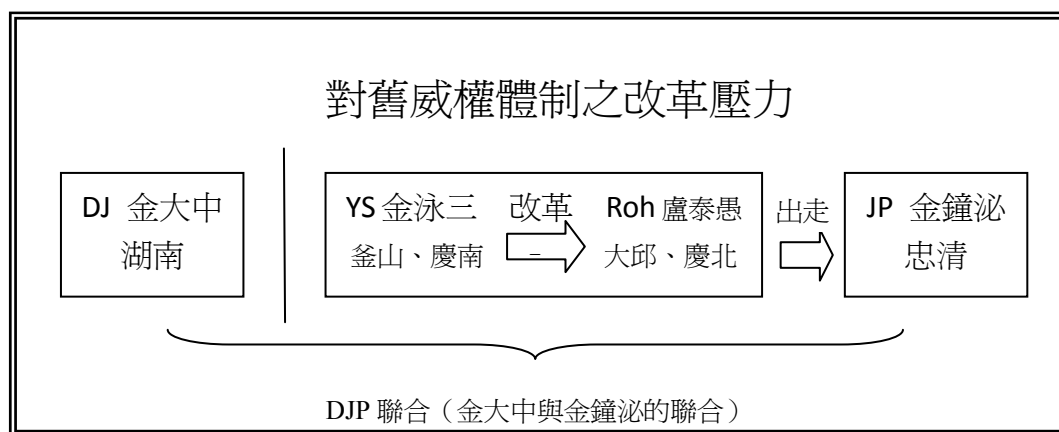 對舊威權體制之改革壓力
DJ 金大中
湖南
YS 金泳三 改革 Roh 盧泰愚
釜山、慶南 大邱、慶北
出走
JP 金鐘泌
忠清
DJP 聯合（金大中與金鐘泌的聯合）